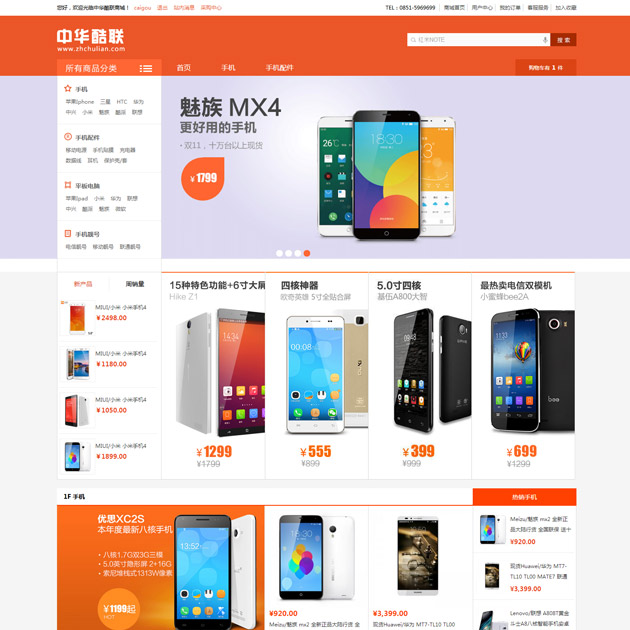 您好，欢迎光临中华酷联商城！ caigou 退出 站内消息 采购中心
TEL：0851-5969699 商城首页 用户中心 我的订单 客服服务 加入收藏
中华酷联
www.zhchulian.com
红米NOTE
搜 索
所有商品分类
首页 手机 手机配件
购物车有 1 件
手机
苹果Iphone 三星 HTC 华为
中兴 小米 魅族 酷派 联想
手机配件
移动电源 手机贴膜 充电器
数据线 耳机 保护壳/套
平板电脑
苹果Ipad 小米 华为 联想
中兴 酷派 魅族 微软
手机靓号
电信靓号 移动靓号 联通靓号
魅族 MX4
更好用的手机
·双11，十万台以上现货
¥ 1799
新产品 周销量
MIUI/小米 小米手机4
￥2498.00
MIUI/小米 小米手机4
￥1180.00
MIUI/小米 小米手机4
￥1050.00
MIUI/小米 小米手机4
￥1899.00
15种特色功能+6寸大屏
Hike Z1
¥1299
¥1799
四核神器
欧奇英雄 5寸全贴合屏
00:08
¥555
¥899
5.0寸四核
基伍A800大智
¥399
¥999
最热卖电信双模机
小蜜蜂bee2A
bee
¥699
¥1299
1F 手机
热销手机
优思XC2S
本年度最新八核手机
• 八核1.7G双3G三模
• 5.0英寸隐形屏 2+16G
• 索尼堆栈式1313W像素
¥1199起
HOT
13:52
¥920.00
Meizu/魅族 mx2 全新正品大陆行货 全
¥3,399.00
现货Huawei/华为 MT7-TL10 TL00
Meizu/魅族 mx2 全新正
品大陆行货 全国联保 送十
¥920.00
现货Huawei/华为 MT7-
TL10 TL00 MATE7 联通
¥3,399.00
Lenovo/联想 A808T黄金
斗士A8八核智能手机安卓